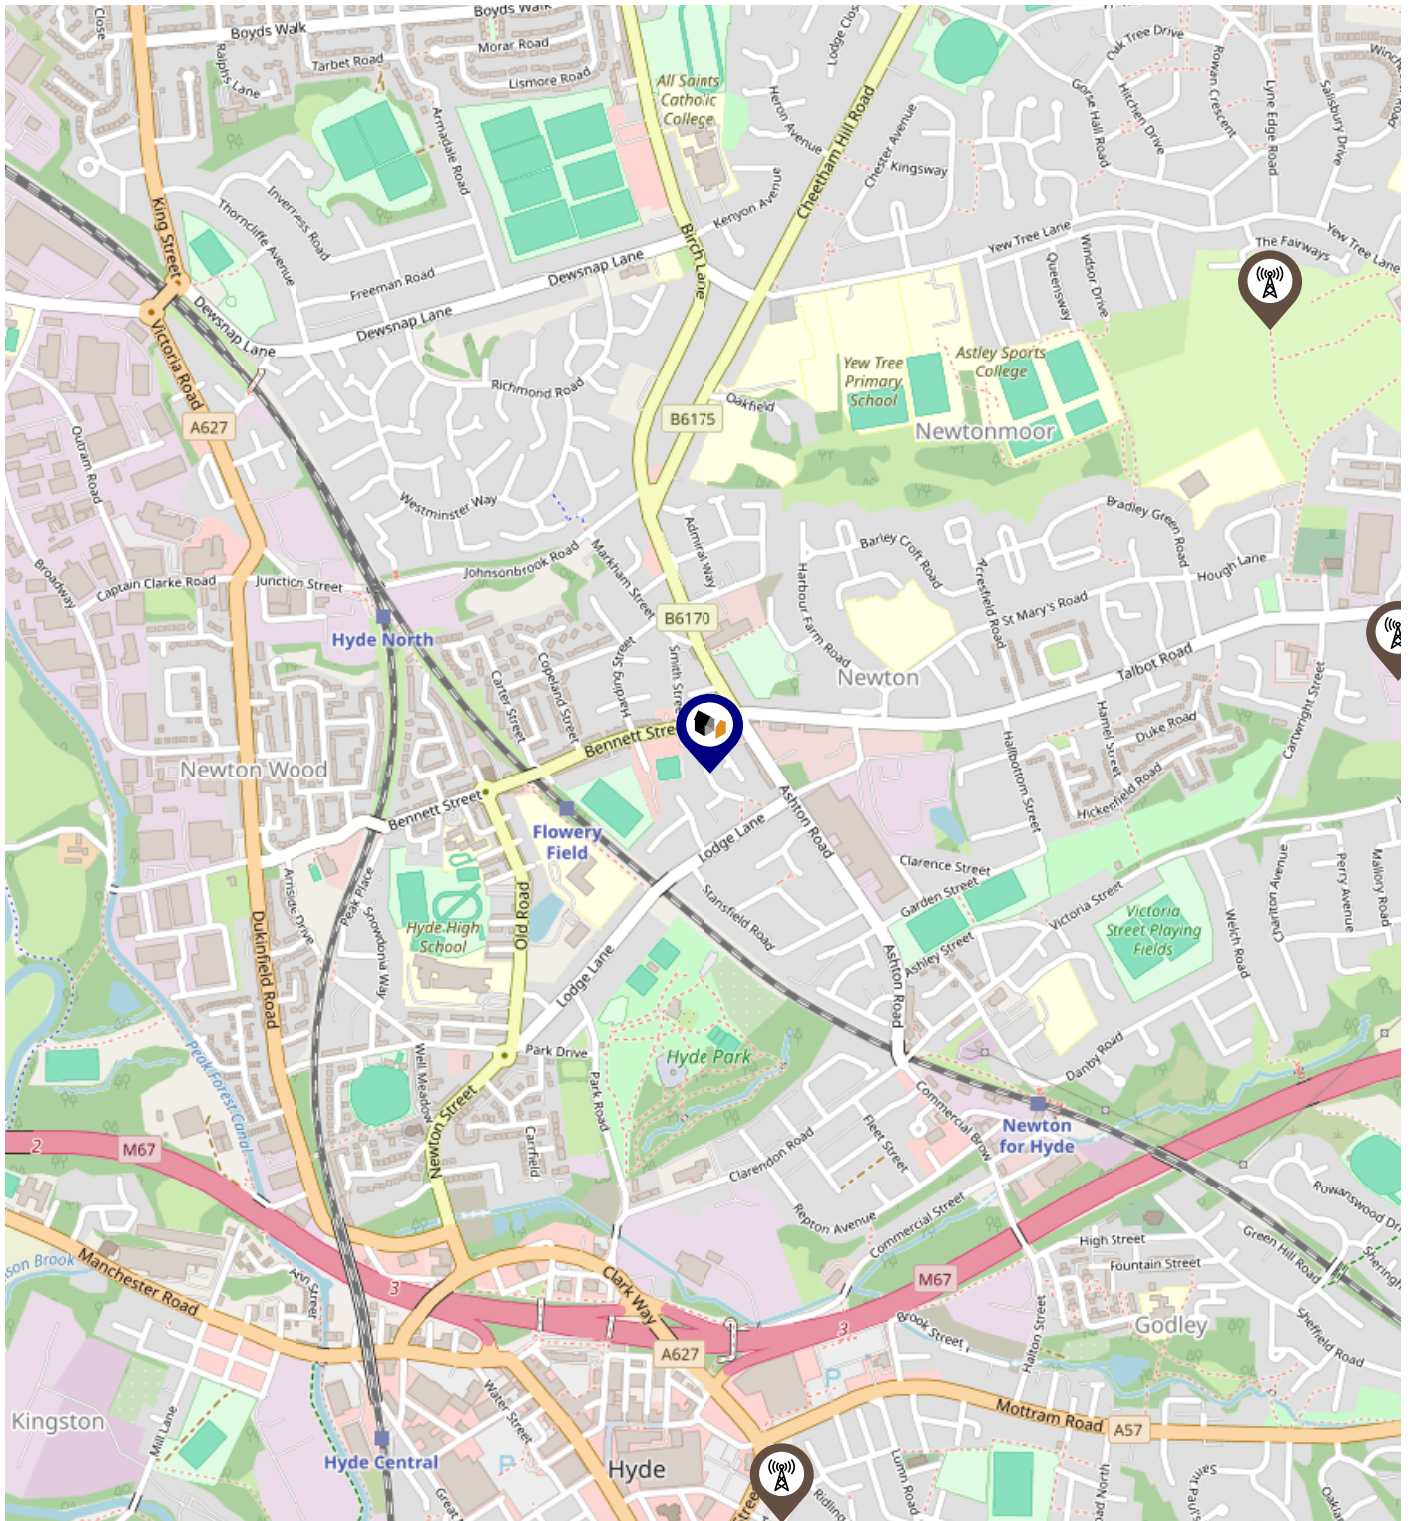 Boyds Walk
Boyds Walk
Close
Morar Road
Tarbet Road
Lismore Road
Ralphs Lane
Armadale Road
All Saints
Catholic
College
Lodge Close
Heron Avenue
Cheetham Hill Road
Chester Avenue
Kingsway
Oak Tree Drive
Gorse Hall Road
Hitchen Drive
Rowan Crescent
Lyne Edge Road
Salisbury Drive
King Street
Inverness Road
Thorncliffe Avenue
Freeman Road
Kenyon Avenue
Birch Lane
Yew Tree Lane
Yew Tree Lane
The Fairways
Queensway
Windsor Drive
Dewsnap Lane
Dewsnap Lane
Dewsnap Lane
Victoria Road
A627
Richmond Road
Oakfield
B6175
Yew Tree
Primary
School
Astley Sports
College
Newtonmoor
Outram Road
Westminster Way
Admiral Way
Barley Croft Road
Bradley Green Road
Hough Lane
Broadway
Captain Clarke Road
Junction Street
Johnsonbrook Road
Markham Street
Harbour Farm Road
Acresfield Road
St Mary's Road
Hyde North
B6170
Harding Street
Smith Street
Copeland Street
Carter Street
Newton
Talbot Road
Cartwright Street
Hamel Street
Duke Road
Hallbottom Street
Hickenfield Road
Newton Wood
Bennett Street
Bennett Street
Flowery
Field
Lodge Lane
Ashton Road
Clarence Street
Garden Street
Victoria Street
Victoria
Street Playing
Fields
Charlton Avenue
Perry Avenue
Mallory Road
Welch Road
Arnside Drive
Peak Place
Snowdonia Way
Hyde High
School
Old Road
Stansfield Road
Lodge Lane
Ashley Street
Ashton Road
Dukinfield Road
Peak Forest Canal
Well Meadow
Park Drive
Hyde Park
Park Road
Danby Road
Commercial Brow
Newton
for Hyde
2
M67
Newton Street
Carrfield
Clarendon Road
Fleet Street
Repton Avenue
Commercial Street
Rowanswood Drive
Green Hill Road
High Street
Fountain Street
Manchester Road
Ann Street
3
Clark Way
M67
3
A627
Brook Street
Halton Street
Godley
Sheffield Road
Kingston
Mill Lane
Water Street
P
P
Mottram Road
A57
Hyde Central
Hyde
Lumn Road